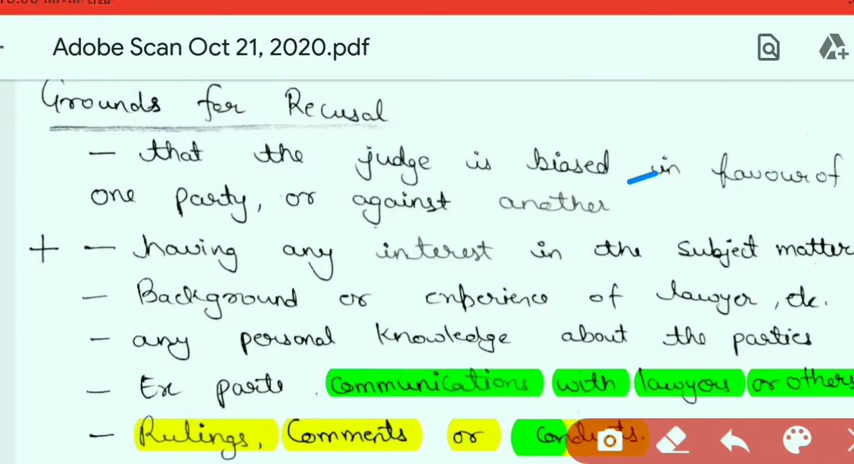 Adobe Scan Oct 21, 2020.pdf
Grounds for Recusal
- that the judge is biased in favour of
one party, or against another
+ - having any interest in the subject matter
- Background or experience of lawyer, etc.
- any personal knowledge about the parties
- Ex parte communications with lawyers or others
- Rulings, Comments or conducts.